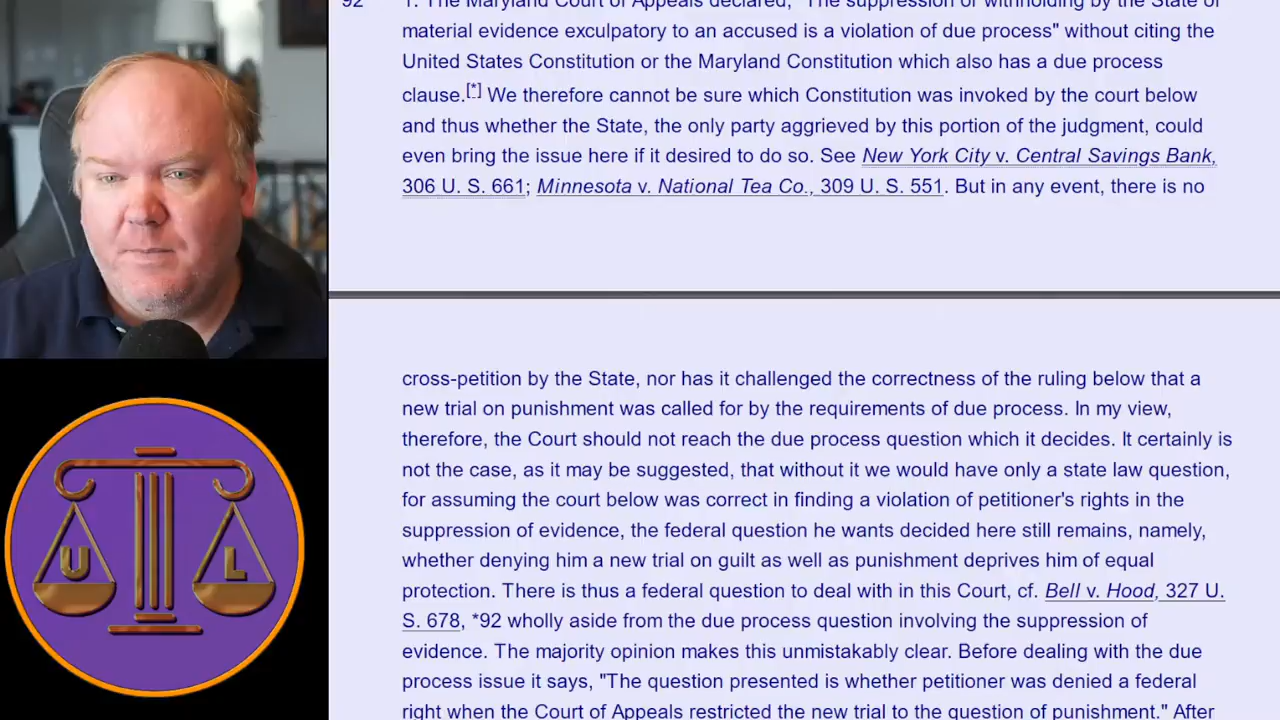 92 1. The Maryland Court of Appeals declared, "The suppression or withholding by the State of
material evidence exculpatory to an accused is a violation of due process" without citing the
United States Constitution or the Maryland Constitution which also has a due process
clause.[*] We therefore cannot be sure which Constitution was invoked by the court below
and thus whether the State, the only party aggrieved by this portion of the judgment, could
even bring the issue here if it desired to do so. See New York City v. Central Savings Bank,
306 U. S. 661; Minnesota v. National Tea Co., 309 U. S. 551. But in any event, there is no
cross-petition by the State, nor has it challenged the correctness of the ruling below that a
new trial on punishment was called for by the requirements of due process. In my view,
therefore, the Court should not reach the due process question which it decides. It certainly is
not the case, as it may be suggested, that without it we would have only a state law question,
for assuming the court below was correct in finding a violation of petitioner's rights in the
suppression of evidence, the federal question he wants decided here still remains, namely,
whether denying him a new trial on guilt as well as punishment deprives him of equal
protection. There is thus a federal question to deal with in this Court, cf. Bell v. Hood, 327 U.
S. 678, *92 wholly aside from the due process question involving the suppression of
evidence. The majority opinion makes this unmistakably clear. Before dealing with the due
process issue it says, "The question presented is whether petitioner was denied a federal
right when the Court of Appeals restricted the new trial to the question of punishment." After
U L